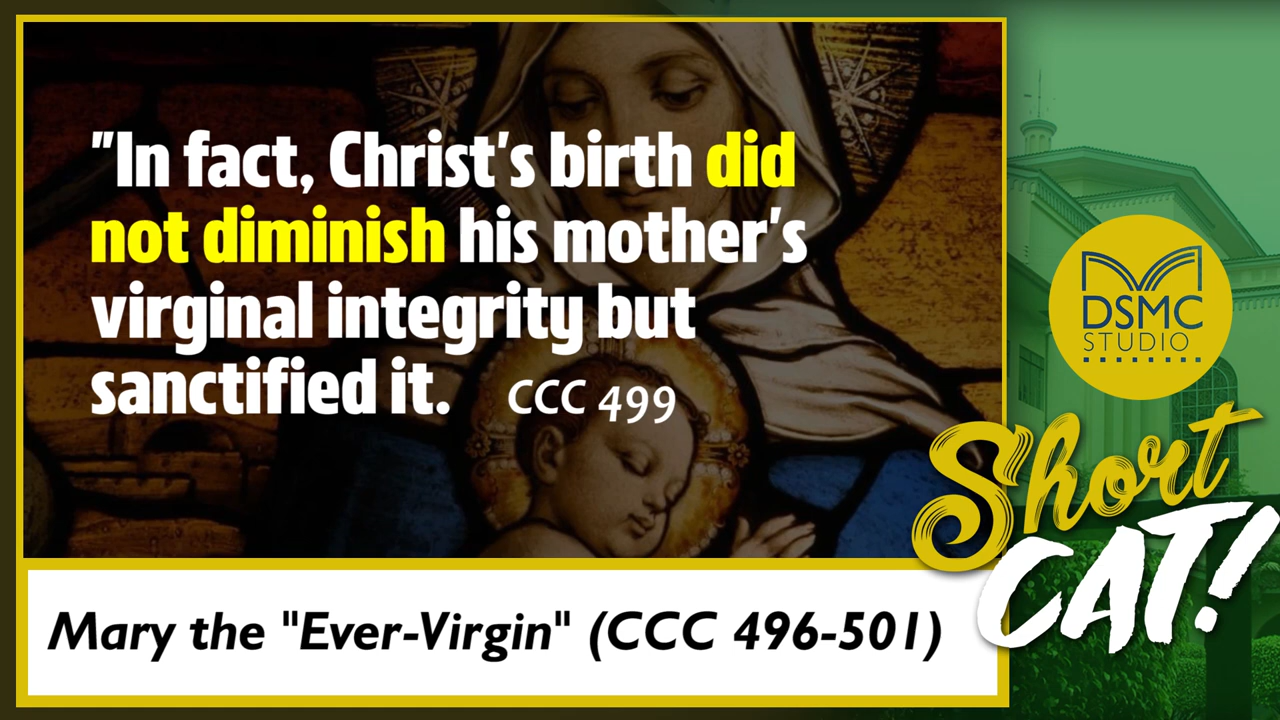 "In fact, Christ's birth did
not diminish his mother's
virginal integrity but
sanctified it. CCC 499
DSMC
STUDIO
Short
CAT!
Mary the "Ever-Virgin" (CCC 496-501)